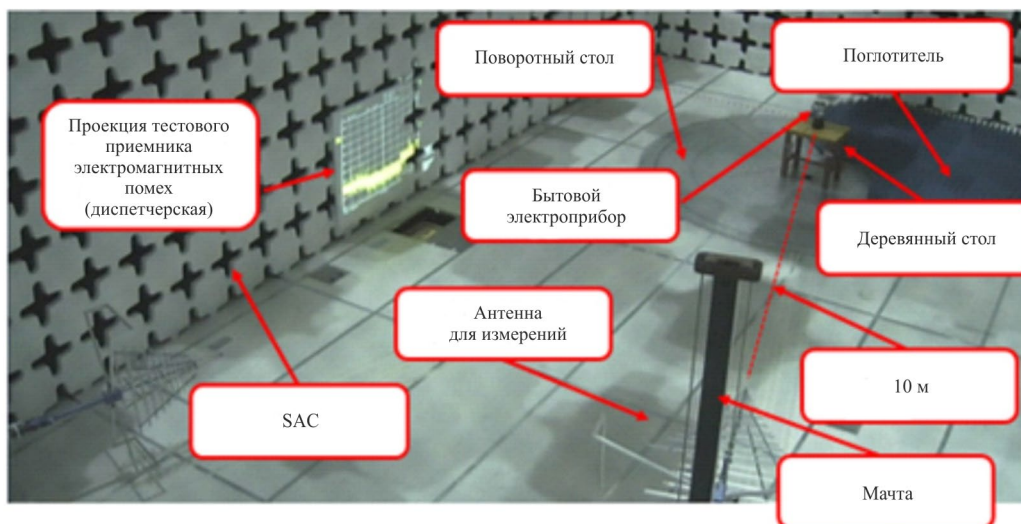 Поворотный стол
Поглотитель
Проекция тестового
приемника
электромагнитных
помех
(диспетчерская)
Бытовой
электроприбор
Деревянный стол
Антенна
для измерений
10 м
SAC
Мачта